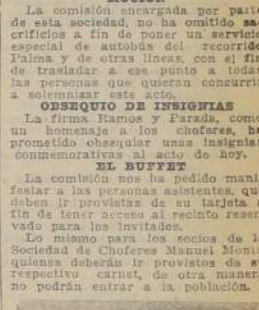 La comisión encargada por parte
de esta sociedad, no ha omitido sa-
crificios a fin de poner un servicio
especial de autobús del recorrido
Palma y de otras líneas, con el fin
de trasladar a ese punto a todas
las personas que quieran concurrir
a solemnizar este acto.
OBSEQUIO DE INSIGNIAS
La firma Ramos y Parada, como
un homenaje a los choferes, ha
prometido obsequiar unas insignias
conmemorativas al acto de hoy.
EL BUFFET
La comisión nos ha pedido mani-
festar a las personas asistentes, que
deben ir provistas de su tarjeta a
fin de tener acceso al recinto reser-
vado para los invitados.
Lo mismo para los socios de la
Sociedad de Choferes Manuel Montt
quienes deberán ir provistos de su
respectivo carnet, de otra manera
no podrán entrar a la población.